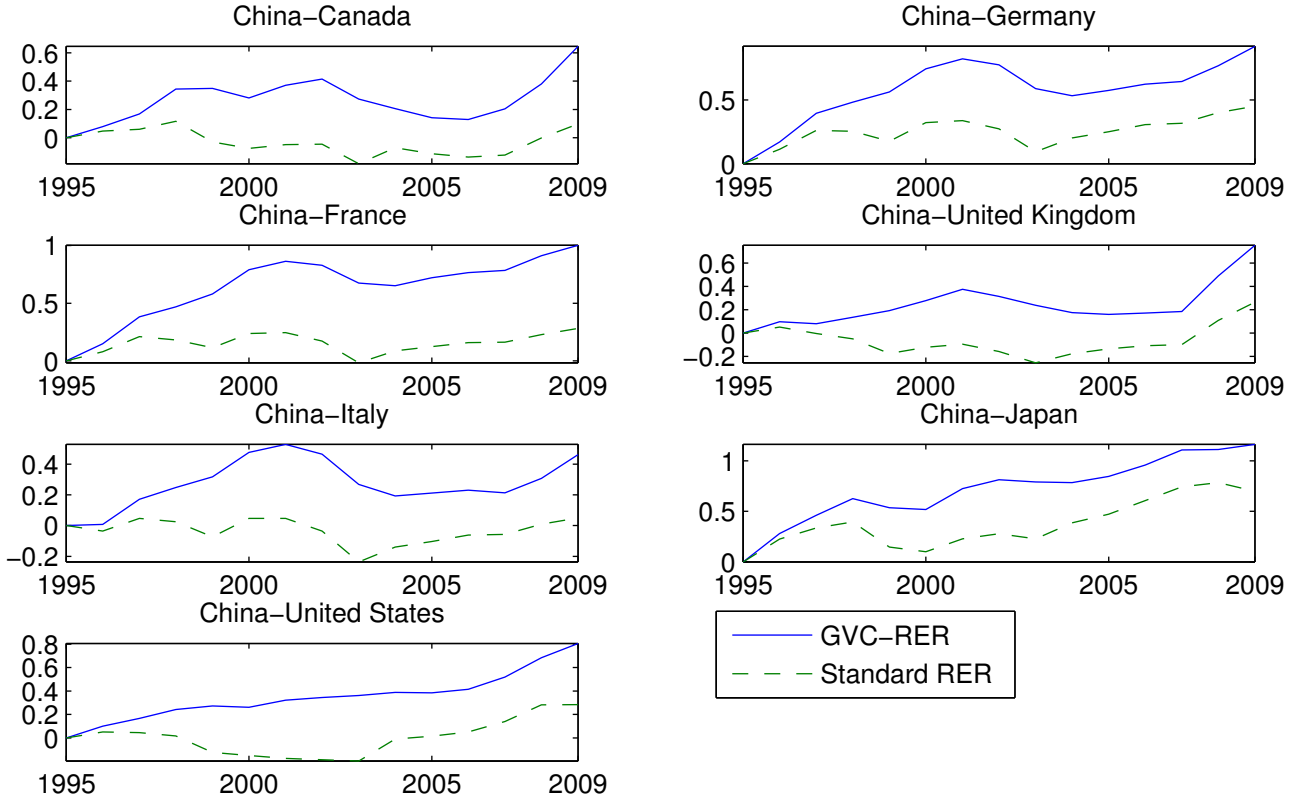 China−Canada
0.6
0.4
0.2
0
1995 2000 2005 2009
China−Germany
0.5
0
1995 2000 2005 2009
China−France
1
0.5
0
1995 2000 2005 2009
China−United Kingdom
0.6
0.4
0.2
0
−0.2
1995 2000 2005 2009
China−Italy
0.4
0.2
0
−0.2
1995 2000 2005 2009
China−Japan
1
0.5
0
1995 2000 2005 2009
China−United States
0.8
0.6
0.4
0.2
0
1995 2000 2005 2009
GVC−RER
Standard RER